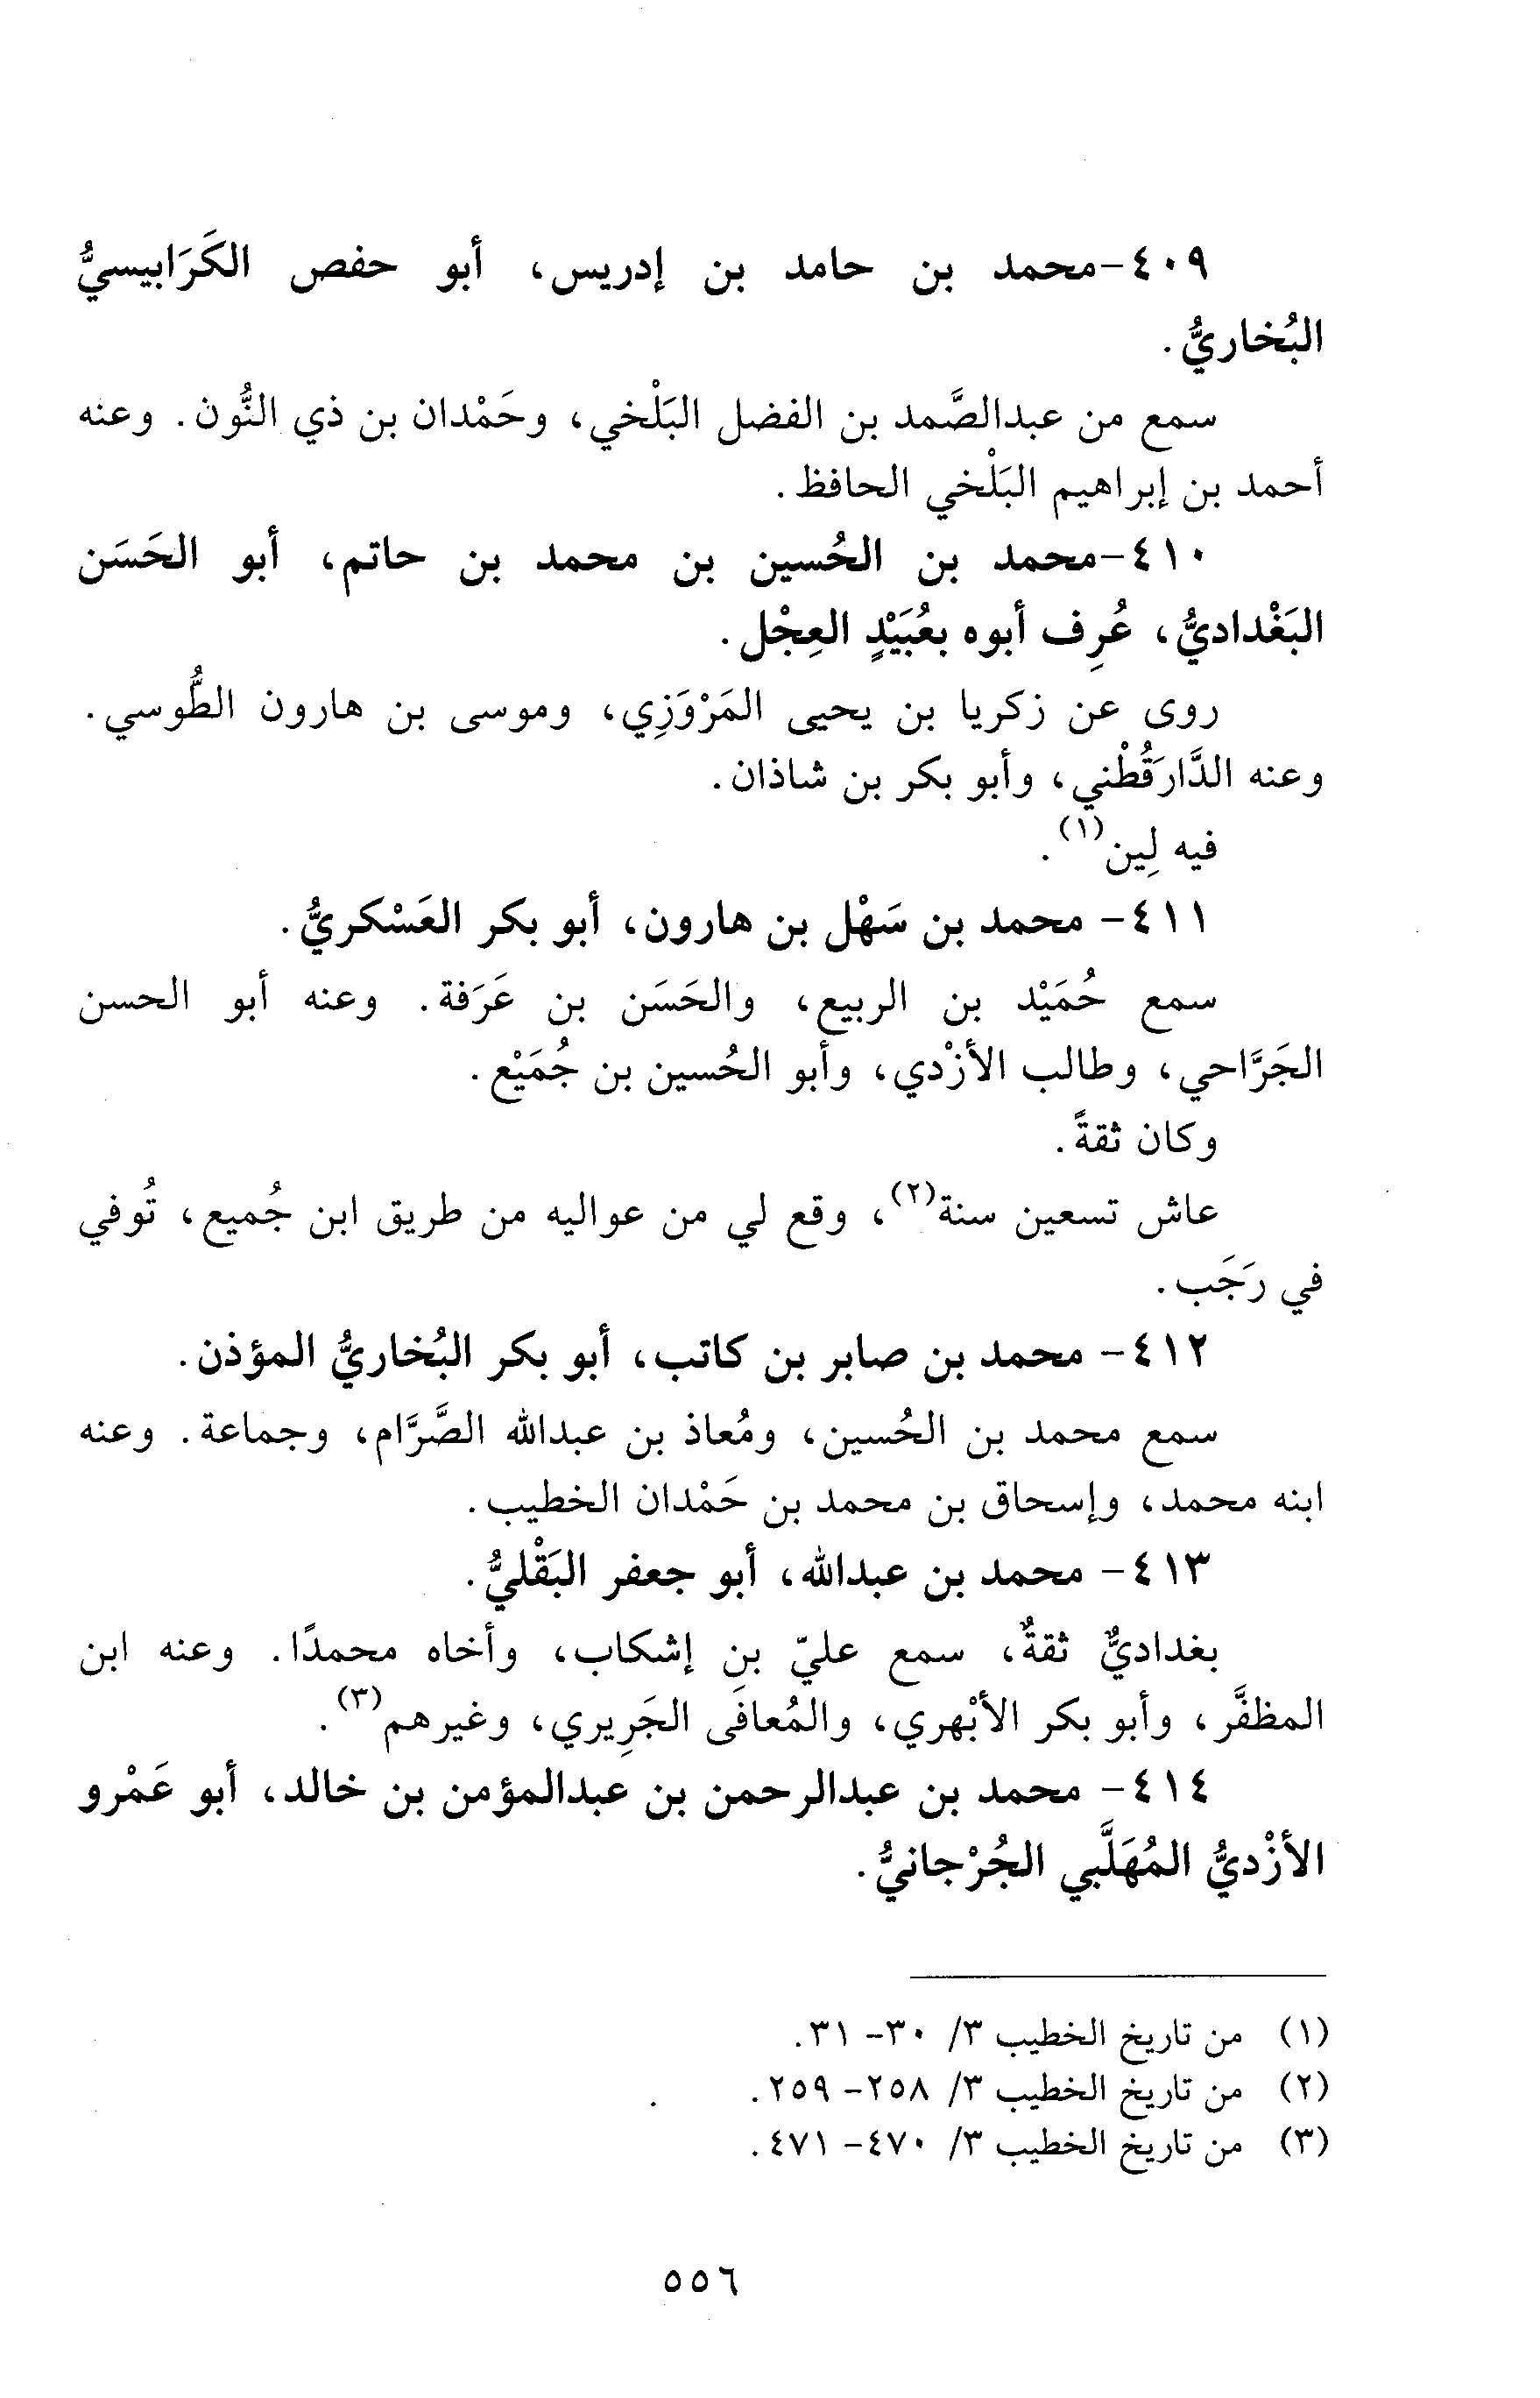 ٤٠٩-محمد بن حامد بن إدريس، أبو حفص الكَرَابيسيُّ
البُخاريُّ.
سمع من عبدالصَّمد بن الفضل البَلْخي، وحَمْدان بن ذي النُّون. وعنه
أحمد بن إبراهيم البَلْخي الحافظ.
٤١٠-محمد بن الحُسين بن محمد بن حاتم، أبو الحَسَن
البَغْداديُّ، عُرِف أبوه بعُبَيْدٍ العِجْل.
روى عن زكريا بن يحيى المَرْوَزِي، وموسى بن هارون الطُّوسي.
وعنه الدَّارَقُطْني، وأبو بكر بن شاذان.
فيه لِين(١).
٤١١- محمد بن سَهْل بن هارون، أبو بكر العَسْكريُّ.
سمع حُمَيْد بن الربيع، والحَسَن بن عَرَفة. وعنه أبو الحسن
الجَرَّاحي، وطالب الأزْدي، وأبو الحُسين بن جُمَيْع.
وكان ثقةً.
عاش تسعين سنة(٢)، وقع لي من عواليه من طريق ابن جُميع، تُوفي
في رَجَب.
٤١٢- محمد بن صابر بن كاتب، أبو بكر البُخاريُّ المؤذن.
سمع محمد بن الحُسين، ومُعاذ بن عبدالله الصَّرَّام، وجماعة. وعنه
ابنه محمد، وإسحاق بن محمد بن حَمْدان الخطيب.
٤١٣- محمد بن عبدالله، أبو جعفر البَقْليُّ.
بغداديٌّ ثقةٌ، سمع عليّ بن إشكاب، وأخاه محمدًا. وعنه ابن
المظفَّر، وأبو بكر الأبْهري، والمُعافَى الجَرِيري، وغيرهم(٣).
٤١٤- محمد بن عبدالرحمن بن عبدالمؤمن بن خالد، أبو عَمْرو
الأزْديُّ المُهَلَّبي الجُرْجانيُّ.
(١) من تاريخ الخطيب ٣/ ٣٠- ٣١.
(٢) من تاريخ الخطيب ٣/ ٢٥٨- ٢٥٩.
(٣) من تاريخ الخطيب ٣/ ٤٧٠- ٤٧١.
٥٥٦